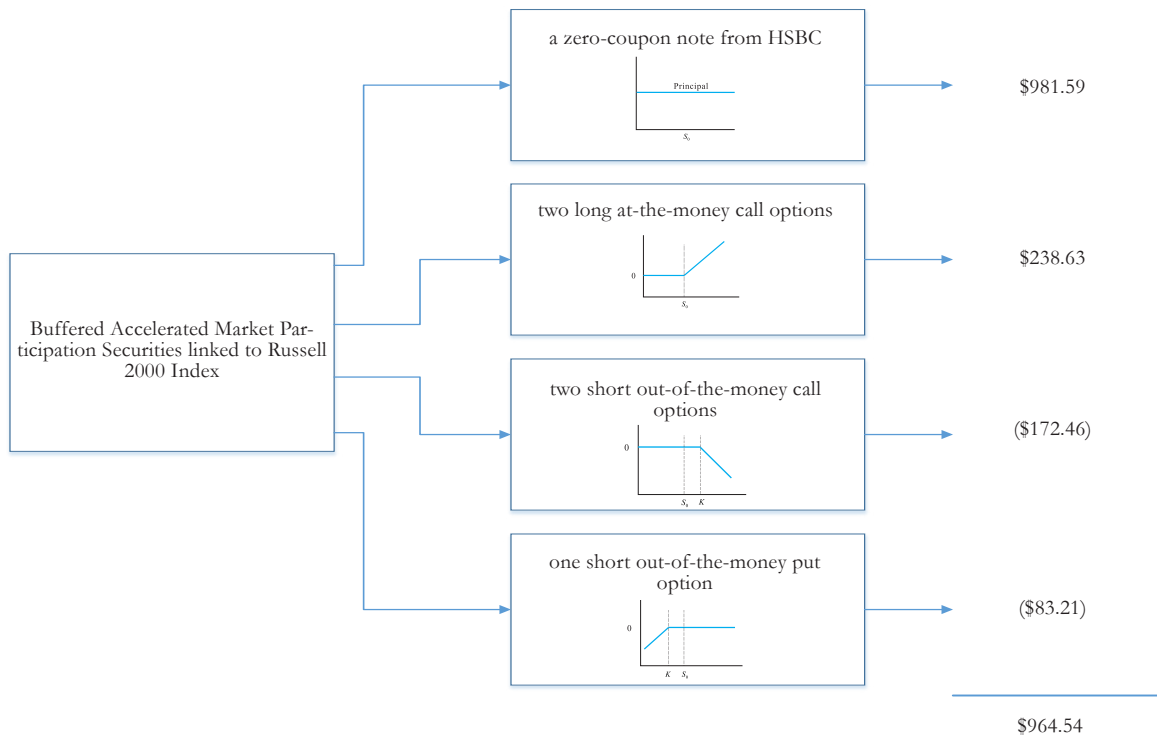 Buffered Accelerated Market Par-
ticipation Securities linked to Russell
2000 Index
a zero-coupon note from HSBC
Principal
S₀
$981.59
two long at-the-money call options
0
S₀
$238.63
two short out-of-the-money call
options
0
S₀ K
($172.46)
one short out-of-the-money put
option
0
K S₀
($83.21)
$964.54